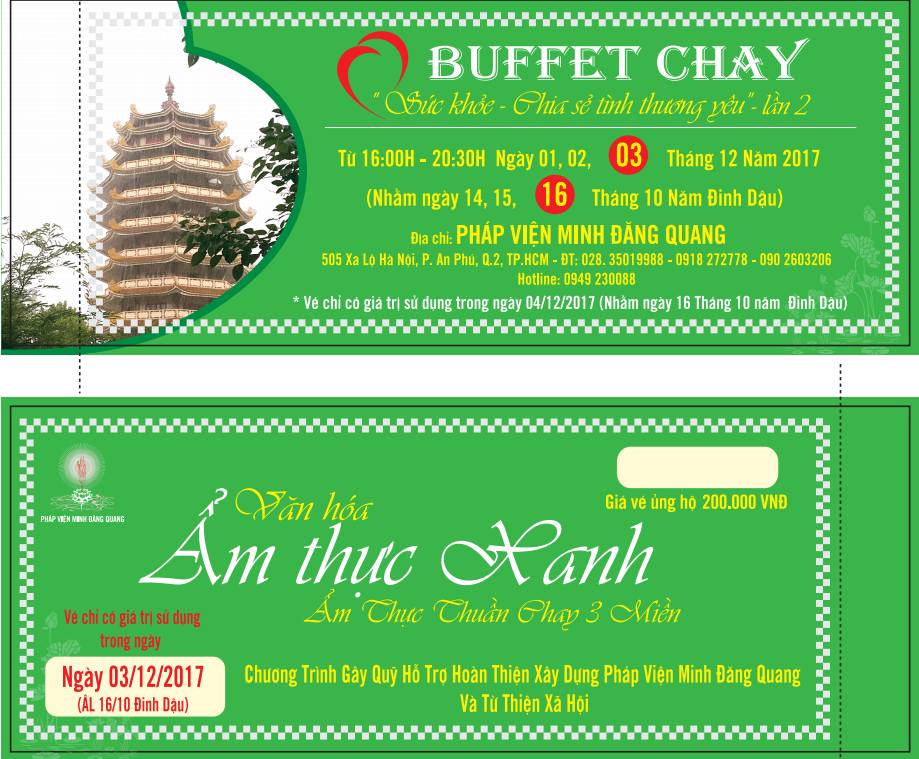 BUFFET CHAY
"Sức khỏe - Chia sẻ tình thương yêu" - lần 2
Từ 16:00H - 20:30H Ngày 01, 02, 03 Tháng 12 Năm 2017
(Nhằm ngày 14, 15, 16 Tháng 10 Năm Đinh Dậu)
Địa chỉ: PHÁP VIỆN MINH ĐĂNG QUANG
505 Xa Lộ Hà Nội, P. An Phú, Q.2, TP.HCM - ĐT: 028. 35019988 - 0918 272778 - 090 2603206
Hotline: 0949 230088
* Vé chỉ có giá trị sử dụng trong ngày 04/12/2017 (Nhằm ngày 16 Tháng 10 năm Đinh Dậu)
PHÁP VIỆN MINH ĐĂNG QUANG
Giá vé ủng hộ 200.000 VNĐ
Văn hóa
Ẩm thực Xanh
Ẩm Thực Thuần Chay 3 Miền
Vé chỉ có giá trị sử dụng
trong ngày
Ngày 03/12/2017
(ÂL 16/10 Đinh Dậu)
Chương Trình Gây Quỹ Hỗ Trợ Hoàn Thiện Xây Dựng Pháp Viện Minh Đăng Quang
Và Từ Thiện Xã Hội